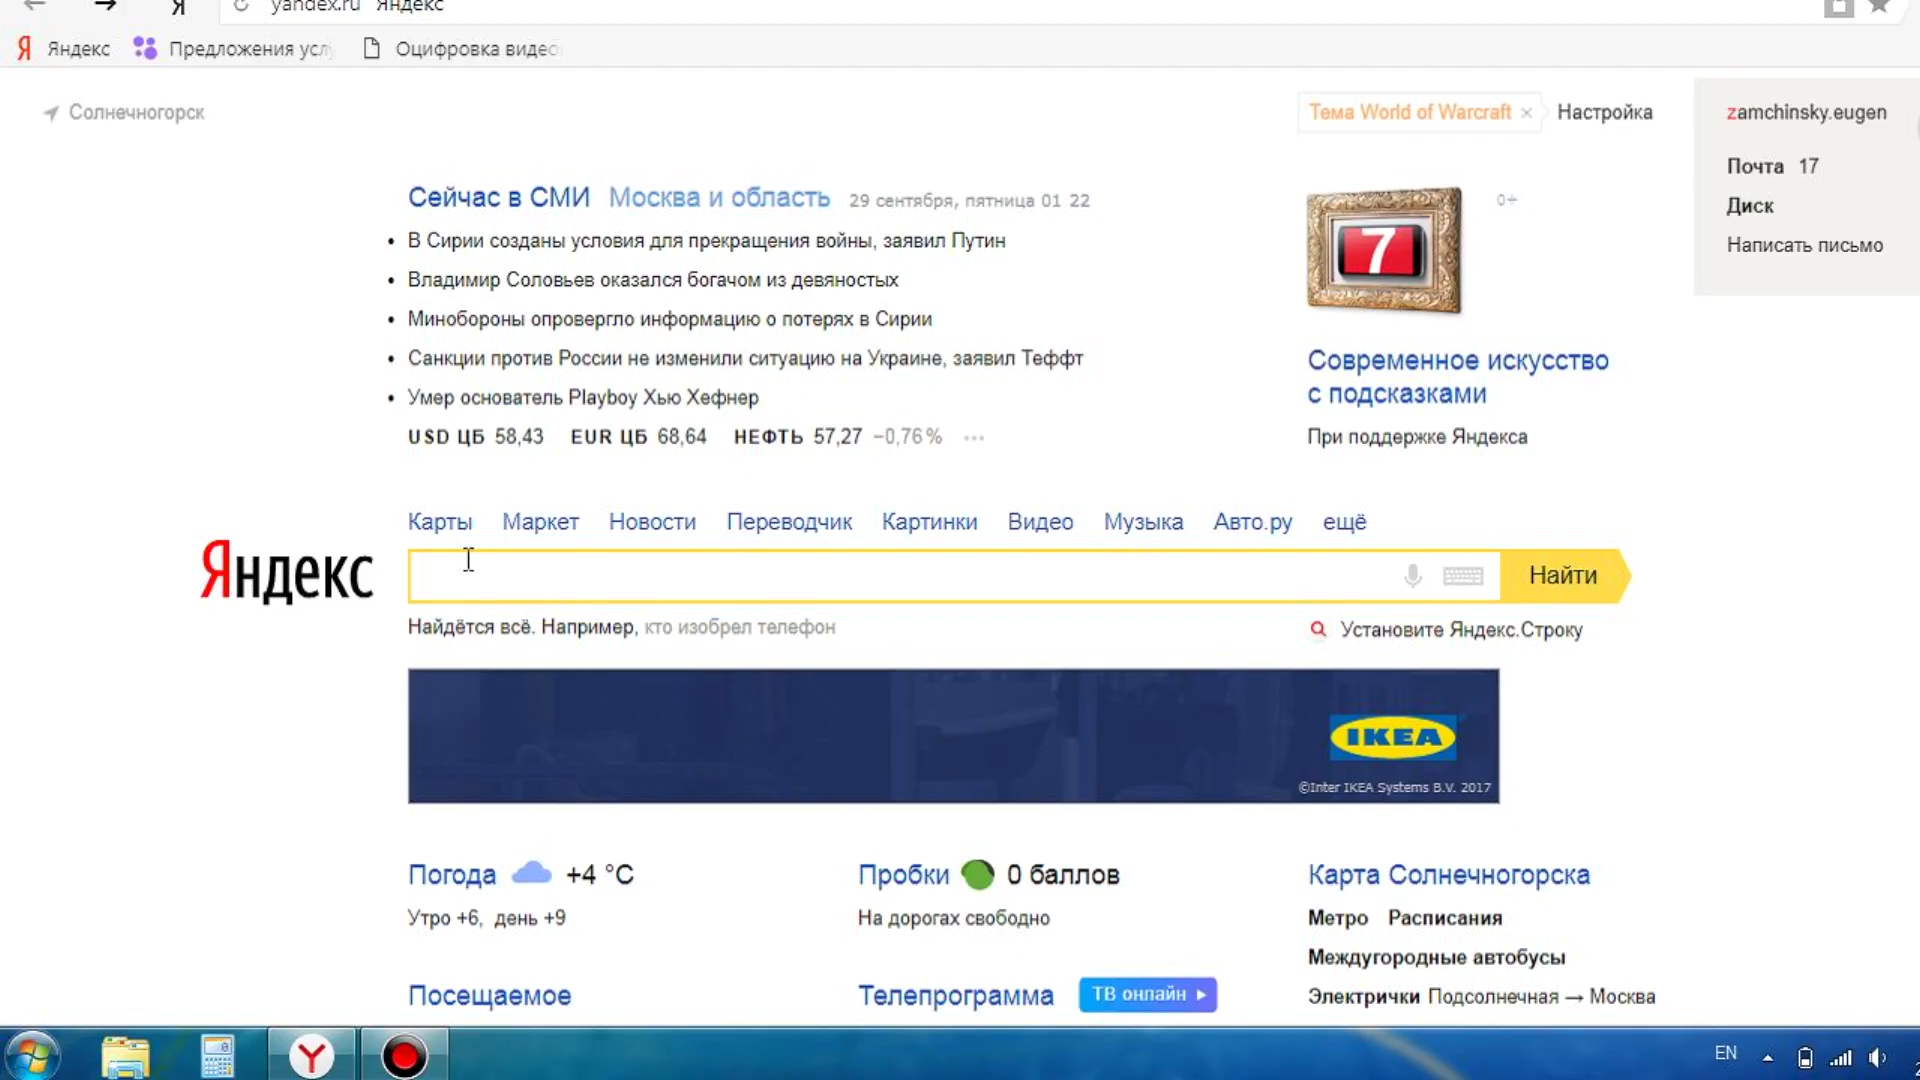 Я yandex.ru Яндекс
Яндекс Предложения усл Оцифровка видео
Солнечногорск
Тема World of Warcraft × Настройка
zamchinsky.eugen
Почта 17
Диск
Написать письмо
Сейчас в СМИ Москва и область 29 сентября, пятница 01 22
• В Сирии созданы условия для прекращения войны, заявил Путин
• Владимир Соловьев оказался богачом из девяностых
• Минобороны опровергло информацию о потерях в Сирии
• Санкции против России не изменили ситуацию на Украине, заявил Теффт
• Умер основатель Playboy Хью Хефнер
USD ЦБ 58,43 EUR ЦБ 68,64 НЕФТЬ 57,27 −0,76% •••
7
0+
Современное искусство
с подсказками
При поддержке Яндекса
Карты Маркет Новости Переводчик Картинки Видео Музыка Авто.ру ещё
Яндекс
Найти
Найдётся всё. Например, кто изобрел телефон
Установите Яндекс.Строку
IKEA
©Inter IKEA Systems B.V. 2017
Погода +4 °C
Утро +6, день +9
Пробки 0 баллов
На дорогах свободно
Карта Солнечногорска
Метро Расписания
Междугородные автобусы
Электрички Подсолнечная → Москва
Посещаемое
Телепрограмма ТВ онлайн
EN